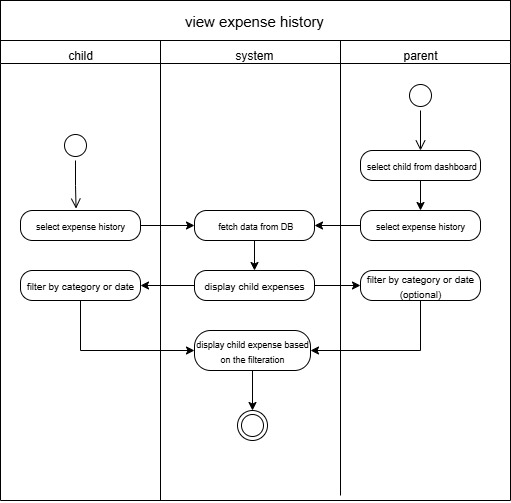 view expense history
child
system
parent
select child from dashboard
select expense history
fetch data from DB
select expense history
filter by category or date
display child expenses
filter by category or date
(optional)
display child expense based
on the filteration